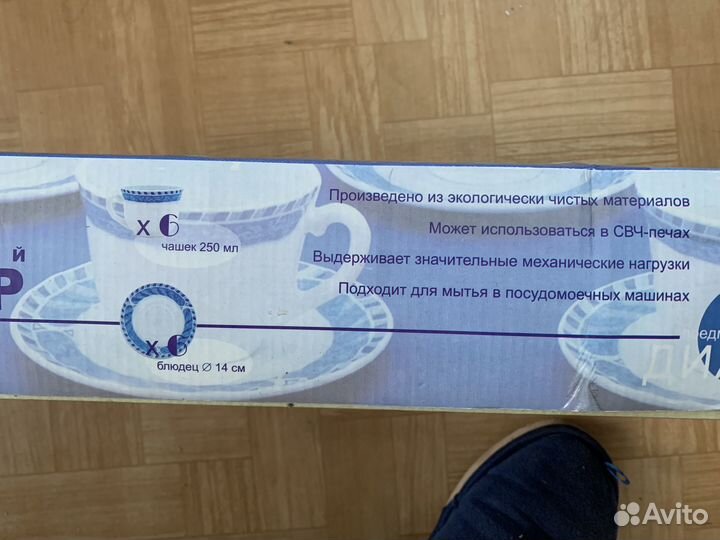 Произведено из экологически чистых материалов
Может использоваться в СВЧ-печах
Выдерживает значительные механические нагрузки
Подходит для мытья в посудомоечных машинах
x 6
чашек 250 мл
й
Р
x 6
блюдец ∅ 14 см
Avito